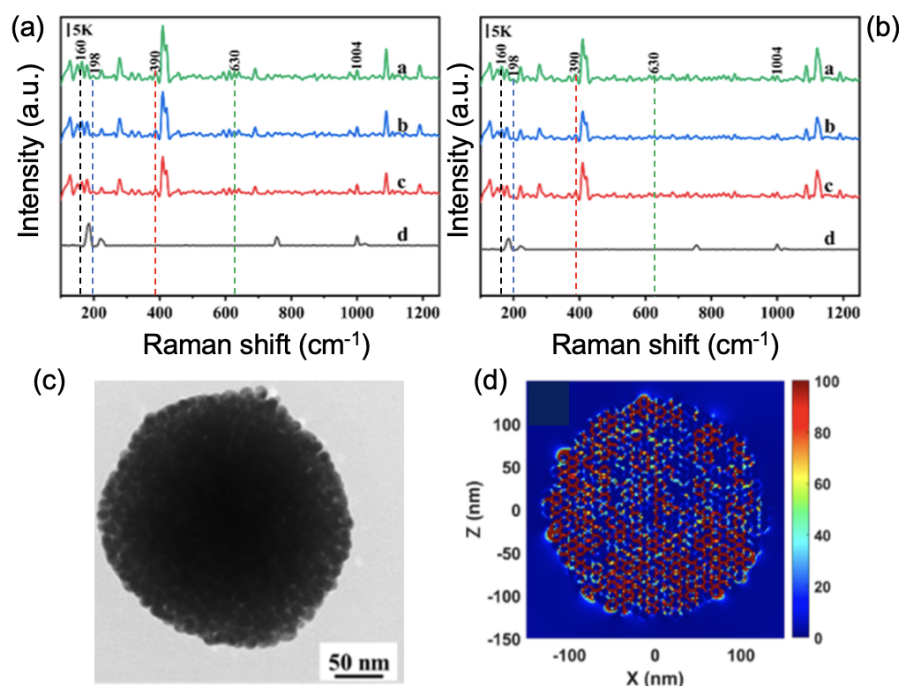 (a)
5K
160
198
390
630
1004
a
b
c
d
Intensity (a.u.)
200 400 600 800 1000 1200
Raman shift (cm-1)
(b)
5K
160
198
390
630
1004
a
b
c
d
Intensity (a.u.)
200 400 600 800 1000 1200
Raman shift (cm-1)
(c)
50 nm
(d)
100
50
0
-50
-100
-150
Z (nm)
-100 0 100
X (nm)
100
80
60
40
20
0